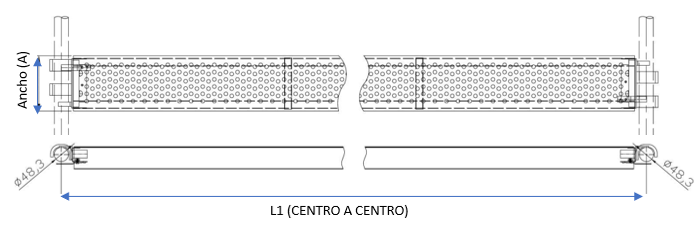 Ancho (A)
ø48,3
ø48,3
L1 (CENTRO A CENTRO)